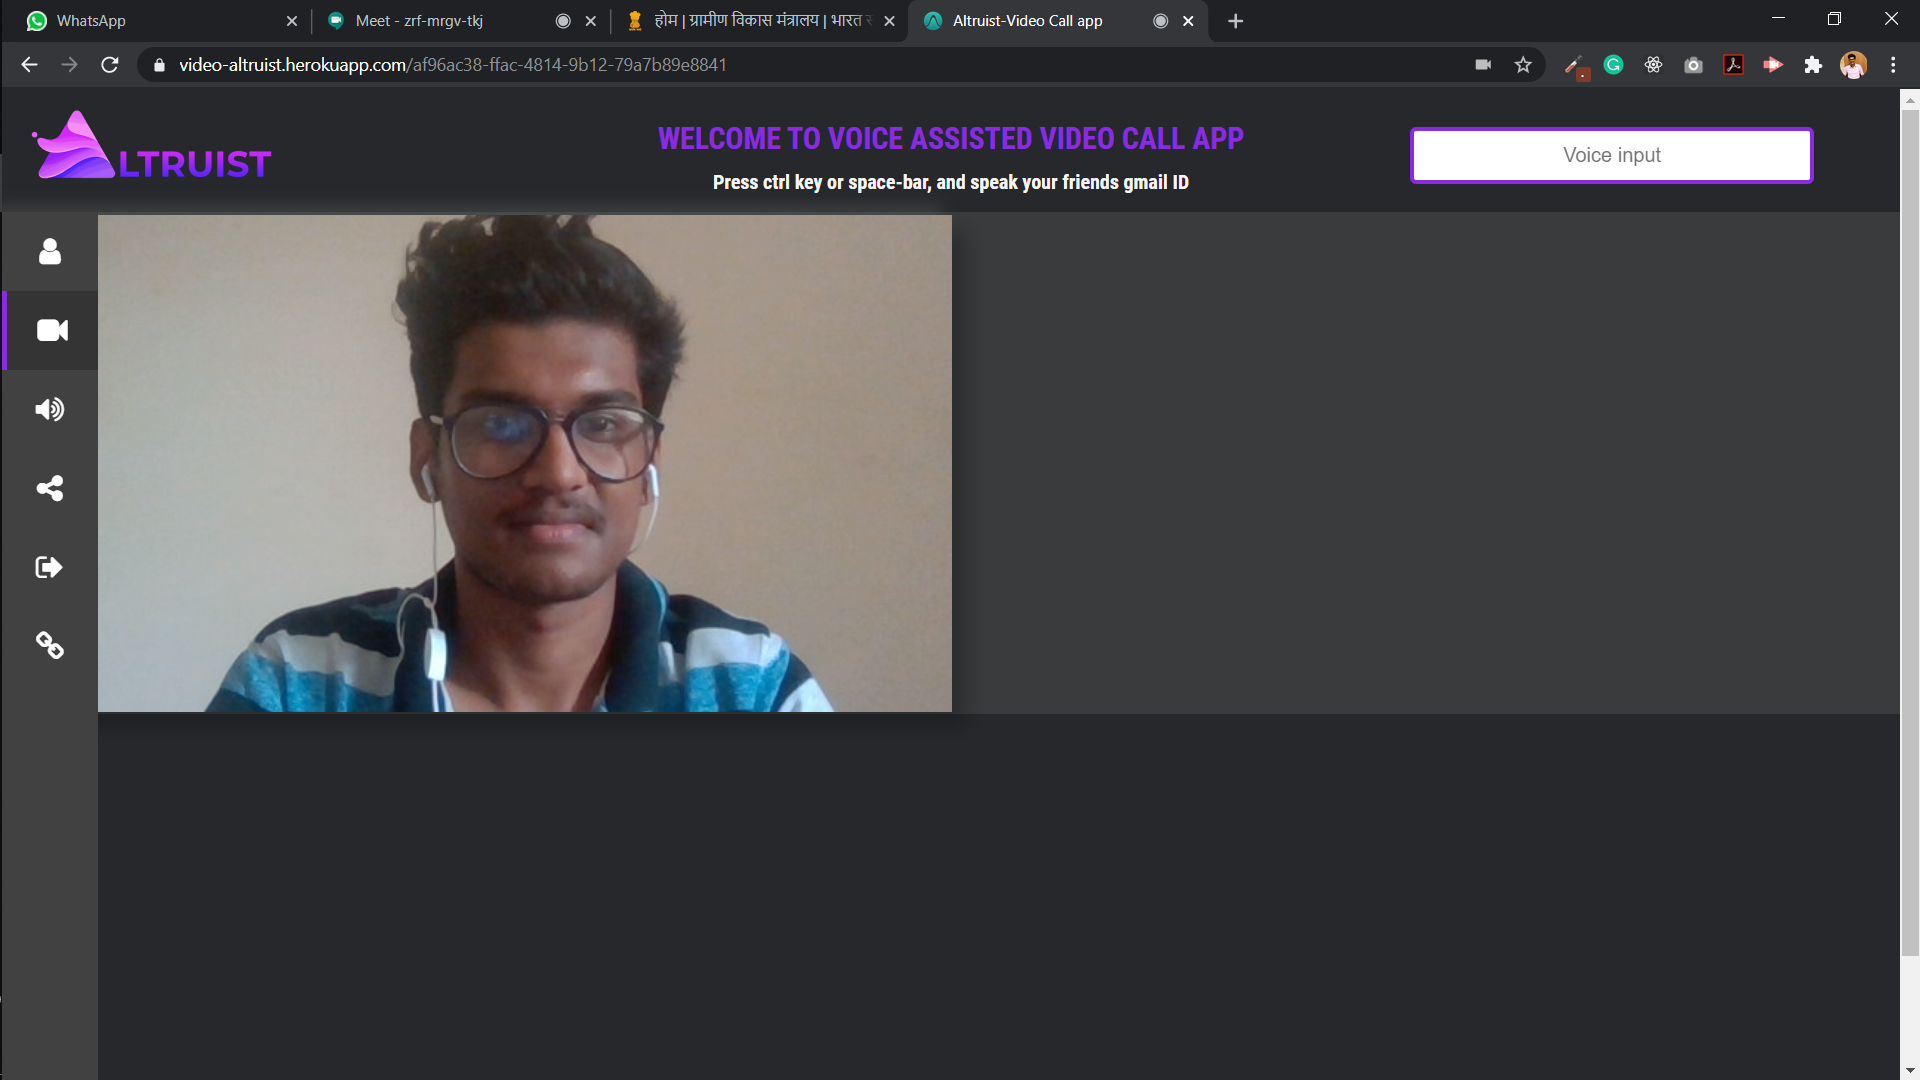 WhatsApp
Meet - zrf-mrgv-tkj
होम | ग्रामीण विकास मंत्रालय | भारत
Altruist-Video Call app
video-altruist.herokuapp.com/af96ac38-ffac-4814-9b12-79a7b89e8841
LTRUIST
WELCOME TO VOICE ASSISTED VIDEO CALL APP
Press ctrl key or space-bar, and speak your friends gmail ID
Voice input